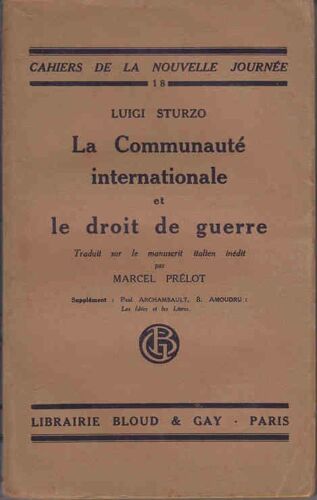 CAHIERS DE LA NOUVELLE JOURNÉE
18
LUIGI STURZO
La Communauté
internationale
et
le droit de guerre
Traduit sur le manuscrit italien inédit
par
MARCEL PRÉLOT
Supplément : Paul ARCHAMBAULT, B. AMOUDRU :
Les Idées et les Livres.
LIBRAIRIE BLOUD & GAY - PARIS